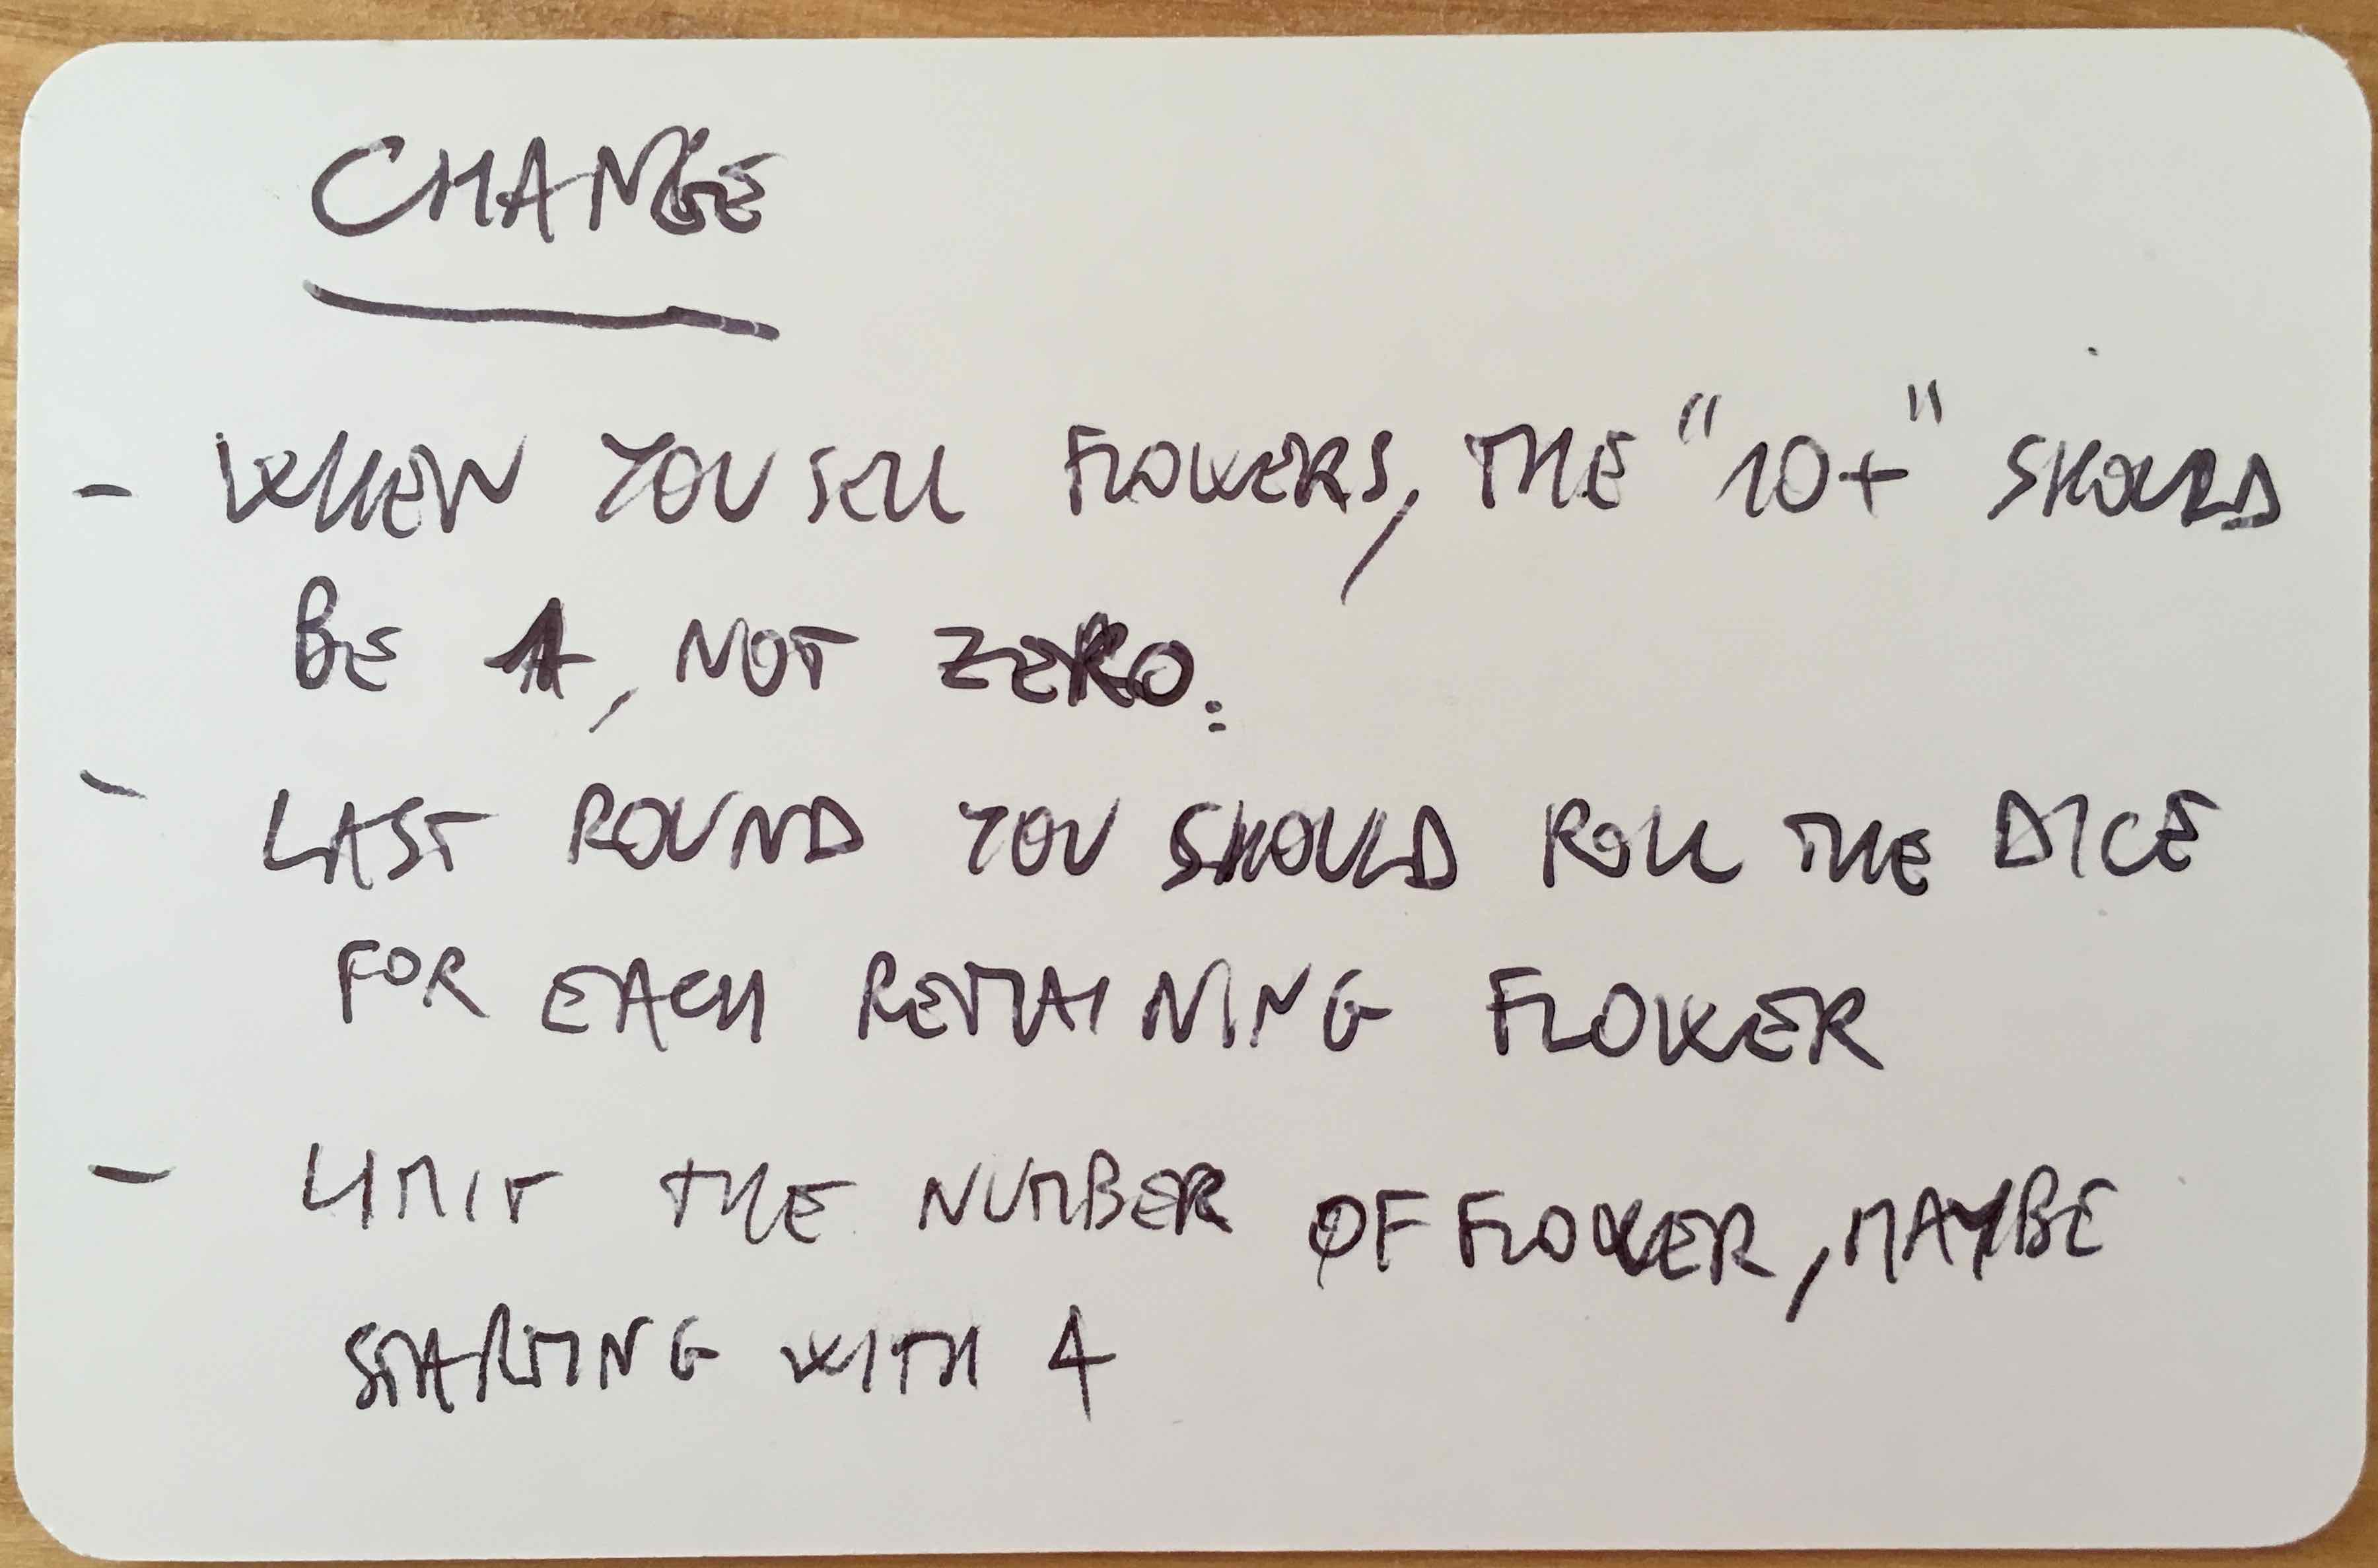 CHANGE
- WHEN YOU SELL FLOWERS, THE "10+" SHOULD
BE 1, NOT ZERO.
- LAST ROUND YOU SHOULD ROLL THE DICE
FOR EACH REMAINING FLOWER
- LIMIT THE NUMBER OF FLOWER, MAYBE
STARTING WITH 4